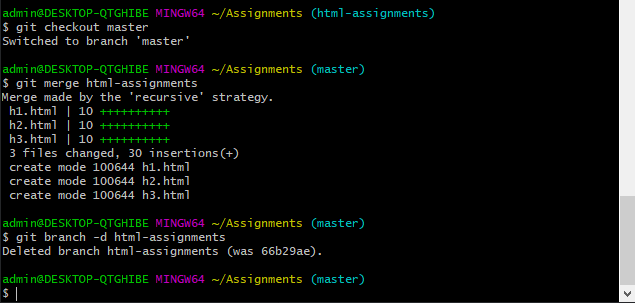 admin@DESKTOP-QTGHIBE MINGW64 ~/Assignments (html-assignments)
$ git checkout master
Switched to branch 'master'
admin@DESKTOP-QTGHIBE MINGW64 ~/Assignments (master)
$ git merge html-assignments
Merge made by the 'recursive' strategy.
 h1.html | 10 ++++++++++
 h2.html | 10 ++++++++++
 h3.html | 10 ++++++++++
 3 files changed, 30 insertions(+)
 create mode 100644 h1.html
 create mode 100644 h2.html
 create mode 100644 h3.html
admin@DESKTOP-QTGHIBE MINGW64 ~/Assignments (master)
$ git branch -d html-assignments
Deleted branch html-assignments (was 66b29ae).
admin@DESKTOP-QTGHIBE MINGW64 ~/Assignments (master)
$